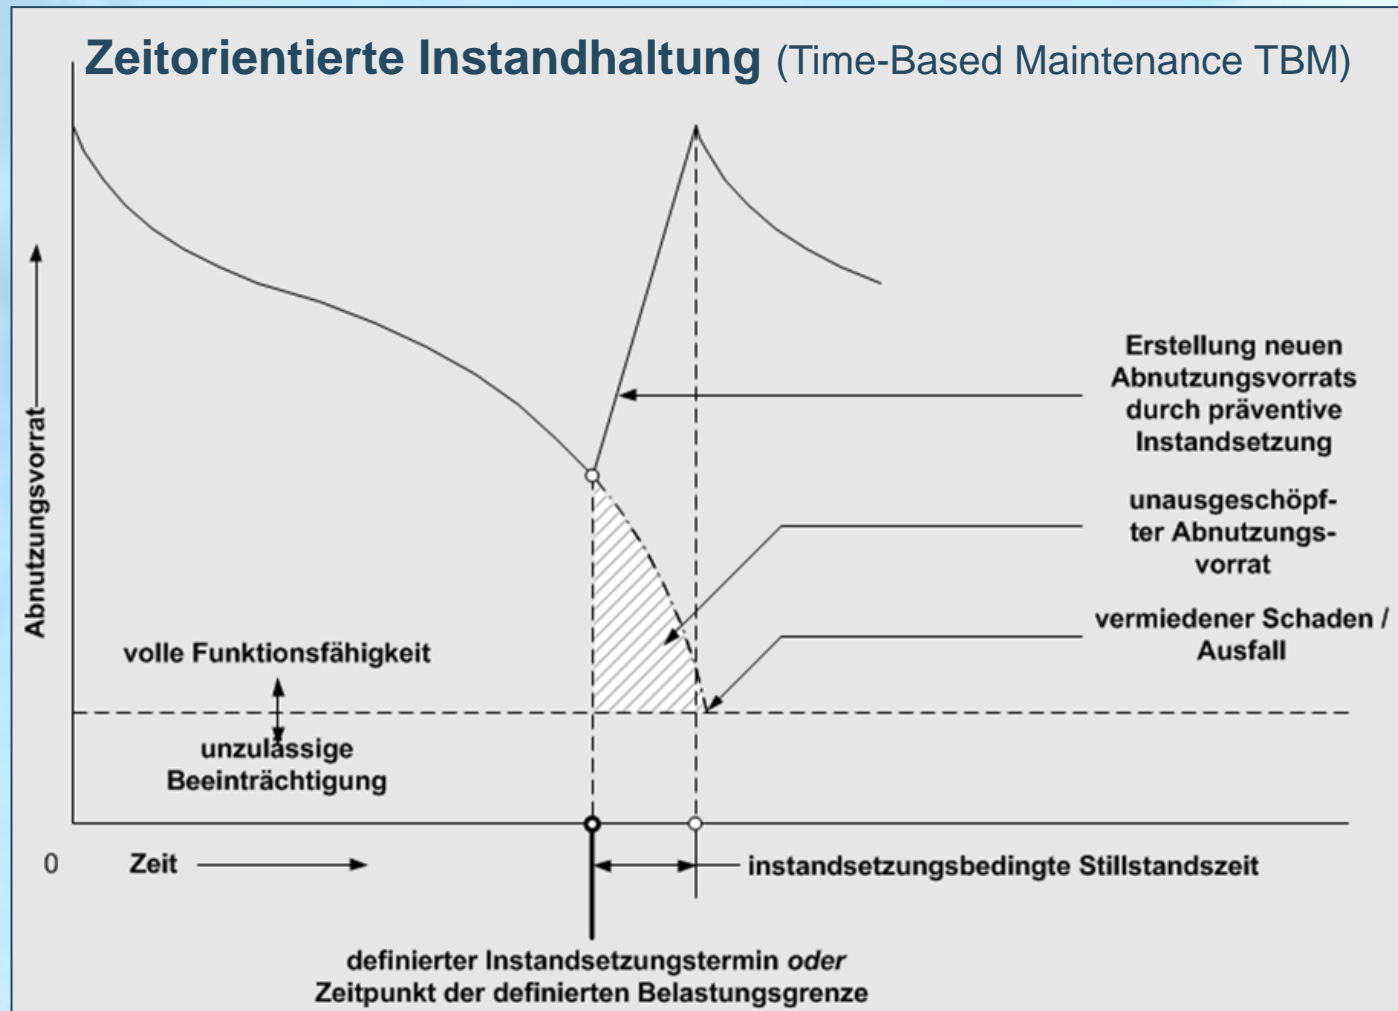 Zeitorientierte Instandhaltung (Time-Based Maintenance TBM)
Abnutzungsvorrat
Erstellung neuen
Abnutzungsvorrats
durch präventive
Instandsetzung
unausgeschöpf-
ter Abnutzungs-
vorrat
vermiedener Schaden /
Ausfall
volle Funktionsfähigkeit
unzulässige
Beeinträchtigung
0
Zeit
instandsetzungsbedingte Stillstandszeit
definierter Instandsetzungstermin oder
Zeitpunkt der definierten Belastungsgrenze